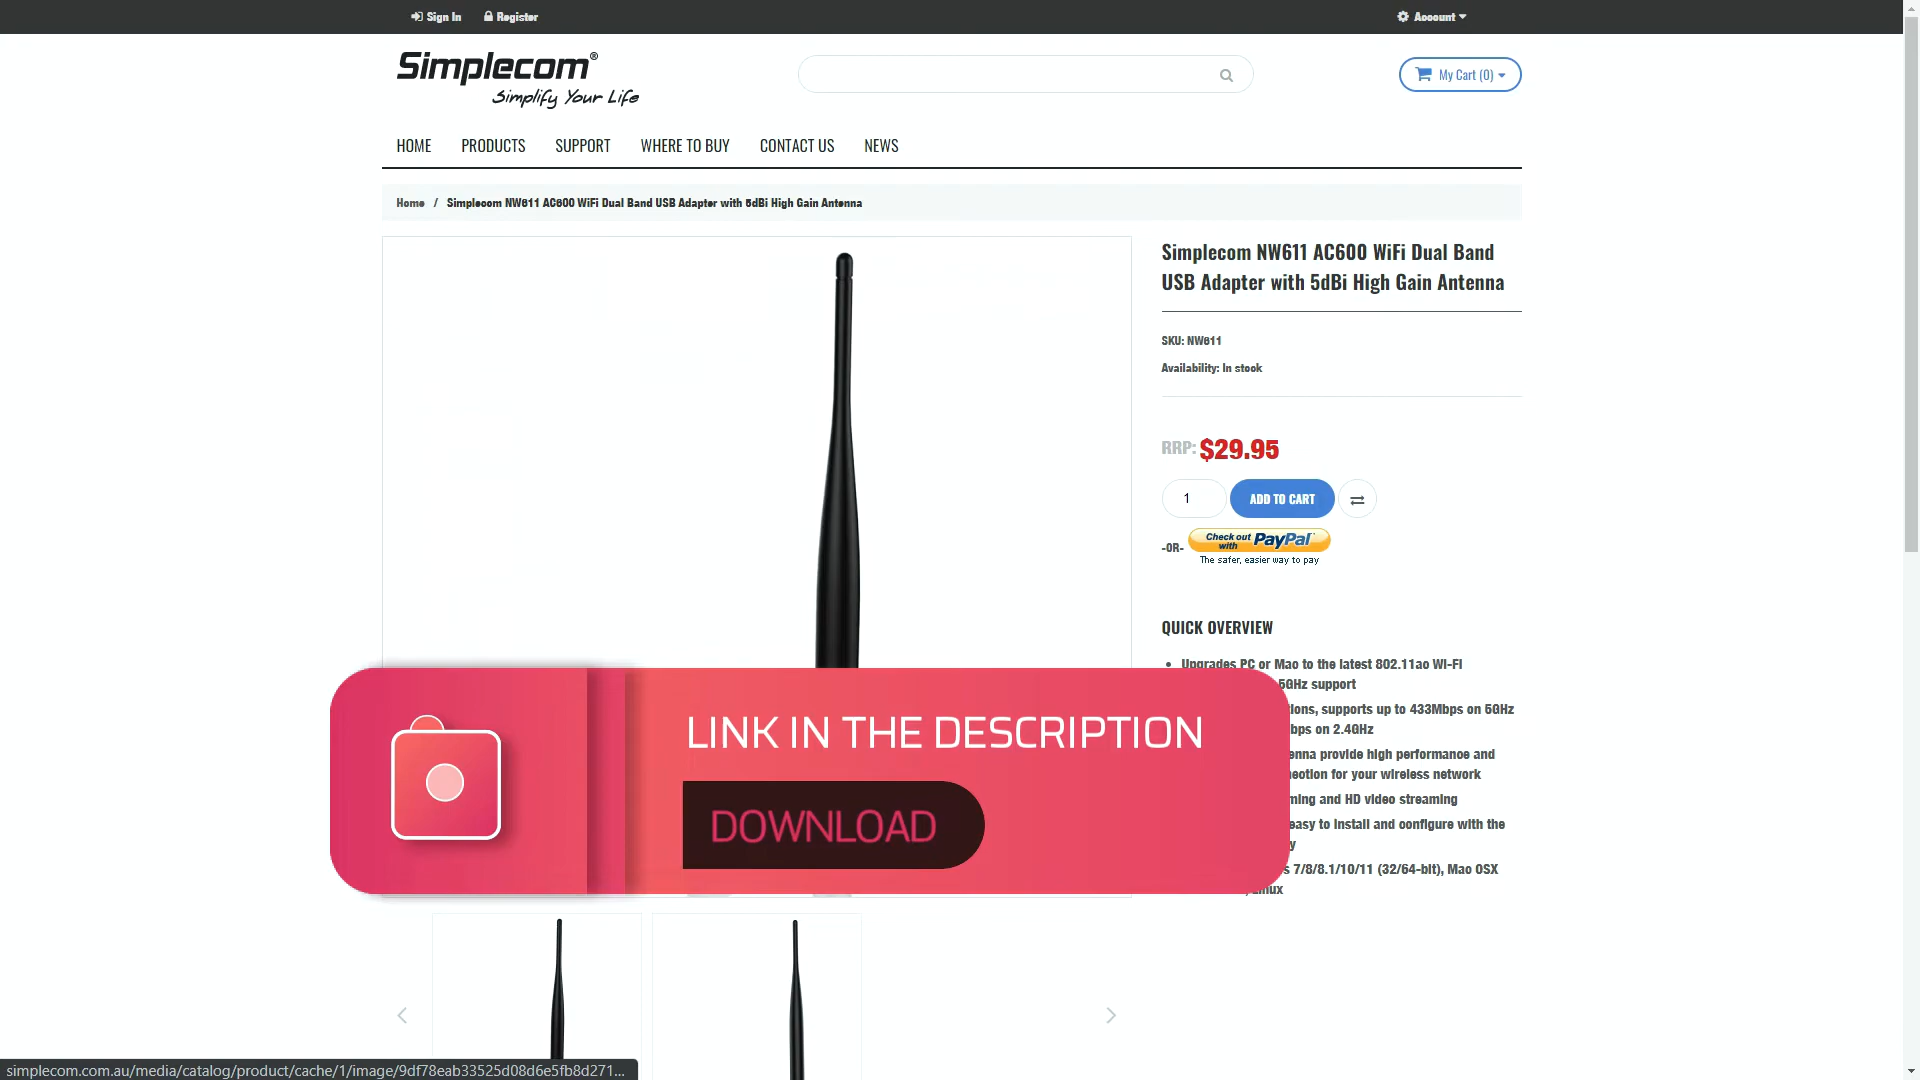 Sign In
Register
Account
Simplecom®
Simplify Your Life
My Cart (0)
HOME
PRODUCTS
SUPPORT
WHERE TO BUY
CONTACT US
NEWS
Home / Simplecom NW611 AC600 WiFi Dual Band USB Adapter with 5dBi High Gain Antenna
Simplecom NW611 AC600 WiFi Dual Band
USB Adapter with 5dBi High Gain Antenna
SKU: NW611
Availability: In stock
RRP: $29.95
1
ADD TO CART
-OR-
Check out with PayPal
The safer, easier way to pay
QUICK OVERVIEW
Upgrades PC or Mac to the latest 802.11ac WI-FI
5GHz support
ions, supports up to 433Mbps on 5GHz
bps on 2.4GHz
enna provide high performance and
nection for your wireless network
ming and HD video streaming
easy to install and configure with the
y
s 7/8/8.1/10/11 (32/64-bit), Mac OSX
Linux
LINK IN THE DESCRIPTION
DOWNLOAD
simplecom.com.au/media/catalog/product/cache/1/image/9df78eab33525d08d6e5fb8d271...